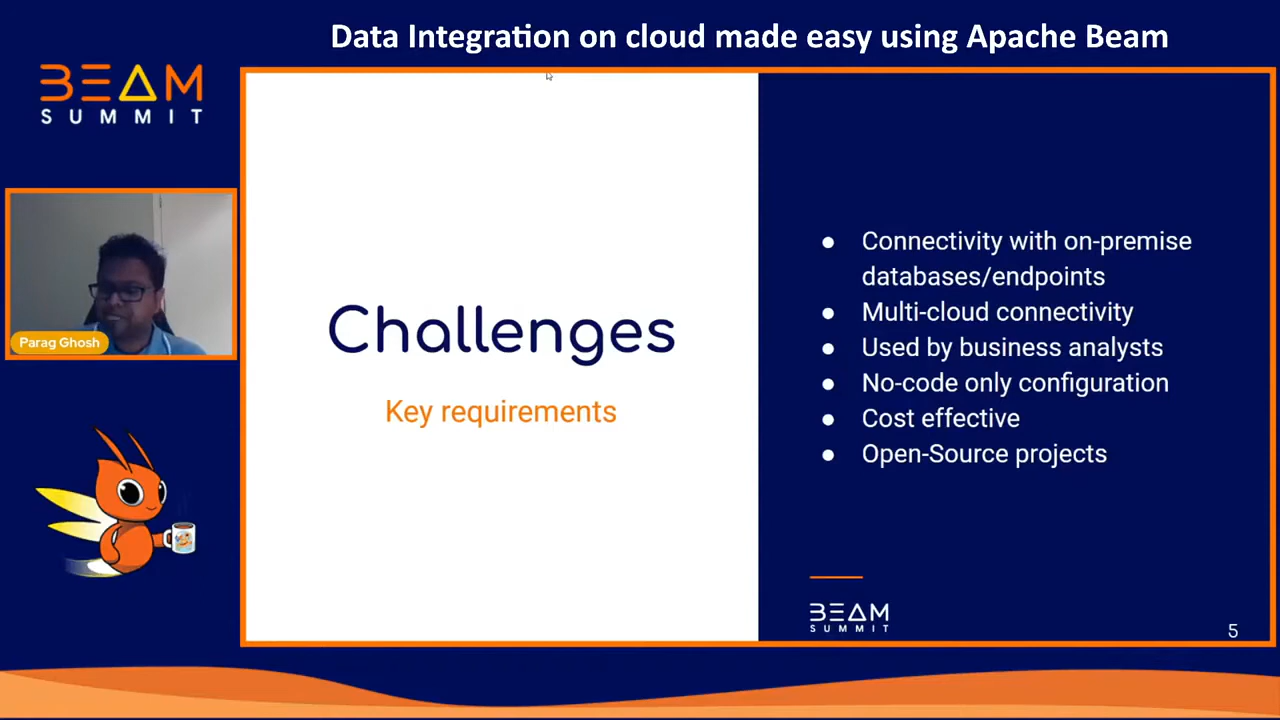 Data Integration on cloud made easy using Apache Beam
BEAM
SUMMIT
Parag Ghosh
Challenges
Key requirements
● Connectivity with on-premise
databases/endpoints
● Multi-cloud connectivity
● Used by business analysts
● No-code only configuration
● Cost effective
● Open-Source projects
BEAM
SUMMIT
5